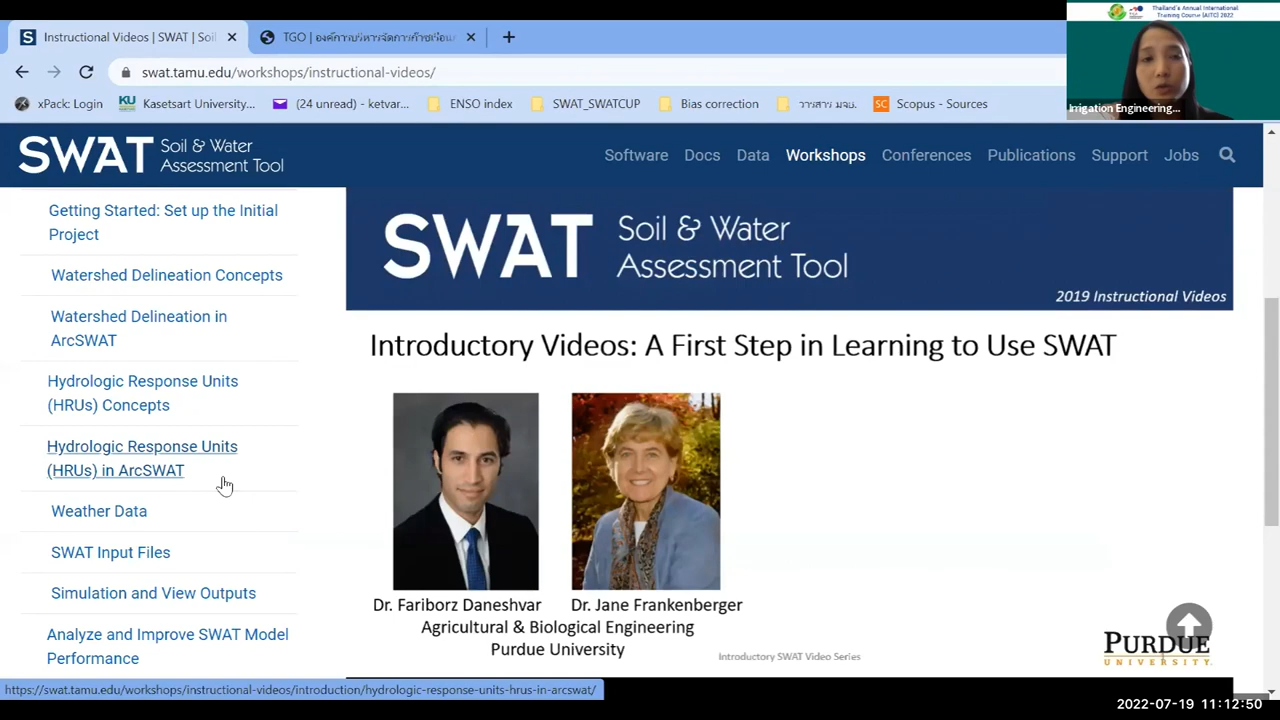 Instructional Videos | SWAT | Soil
TGO | องค์การบริหารจัดการก๊าซเรือน
Thailand's Annual International
Training Course (AITC) 2022
swat.tamu.edu/workshops/instructional-videos/
xPack: Login
Kasetsart University...
(24 unread) - ketvar...
ENSO index
SWAT_SWATCUP
Bias correction
วารสาร มจบ.
SC Scopus - Sources
Irrigation Engineering...
SWAT Soil & Water
Assessment Tool
Software
Docs
Data
Workshops
Conferences
Publications
Support
Jobs
Getting Started: Set up the Initial
Project
Watershed Delineation Concepts
Watershed Delineation in
ArcSWAT
Hydrologic Response Units
(HRUs) Concepts
Hydrologic Response Units
(HRUs) in ArcSWAT
Weather Data
SWAT Input Files
Simulation and View Outputs
Analyze and Improve SWAT Model
Performance
SWAT Soil & Water
Assessment Tool
2019 Instructional Videos
Introductory Videos: A First Step in Learning to Use SWAT
Dr. Fariborz Daneshvar
Dr. Jane Frankenberger
Agricultural & Biological Engineering
Purdue University
Introductory SWAT Video Series
PURDUE
UNIVERSITY
https://swat.tamu.edu/workshops/instructional-videos/introduction/hydrologic-response-units-hrus-in-arcswat/
2022-07-19 11:12:50